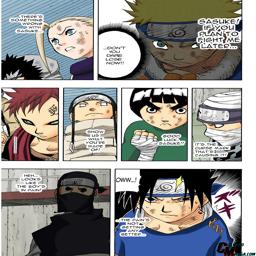 SASUKE!
IF YOU
PLAN TO
FIGHT ME
LATER...
...DON'T
YOU DARE
LOSE NOW!!
THERE'S
SOMETHING
WRONG
WITH
SASUKE.
IT'S THE
CURSE MARK
CAUSING IT.
GOOD
LUCK,
SASUKE!!
SHOW
US WHAT
YOU'RE
MADE
OF!
OWW...!
THE PAIN'S
NOT
GETTING
ANY
BETTER...
HEH...
LOOKS
LIKE
THE BOY'S
IN PAIN!